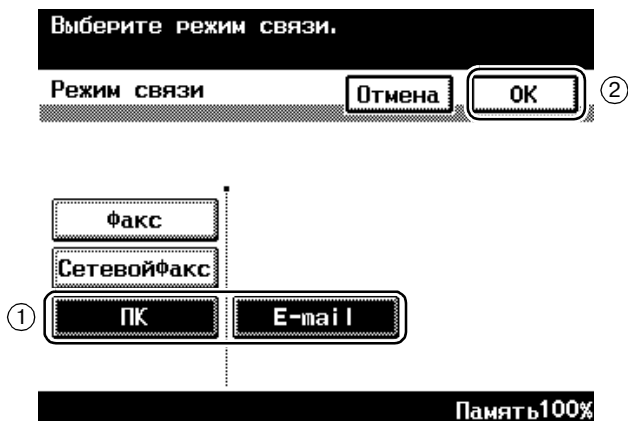 Выберите режим связи.
Режим связи Отмена OK ②
Факс
СетевойФакс
① ПК E-mail
Память100%